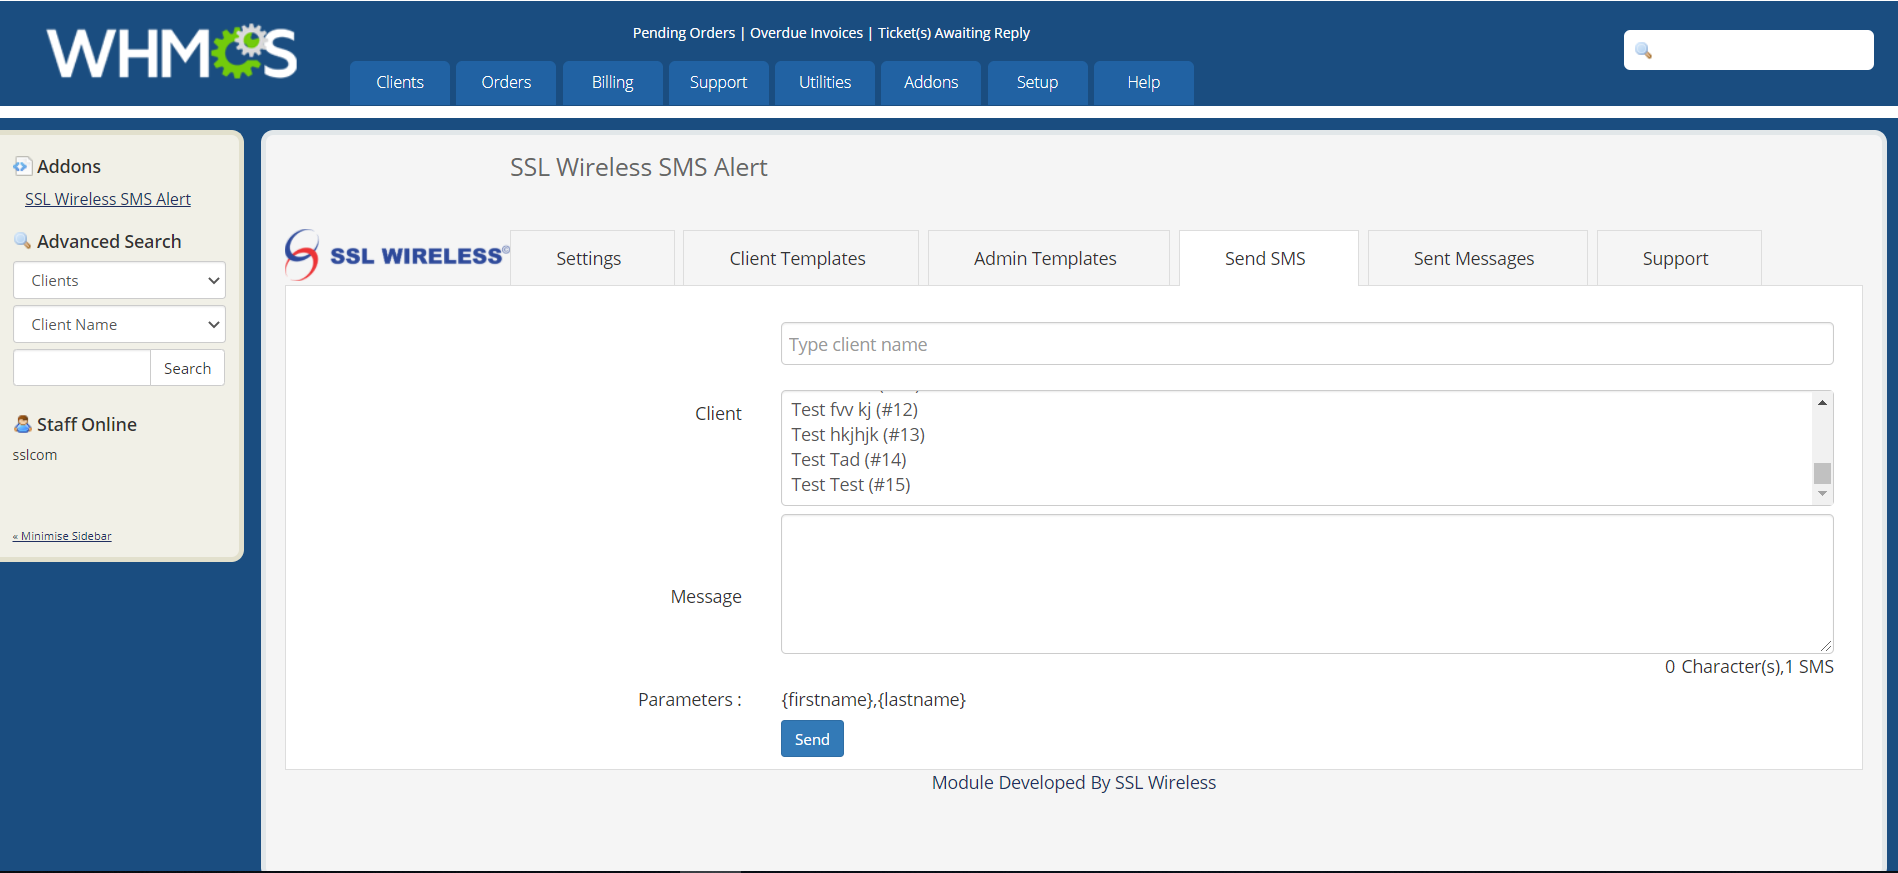 WHMCS
Pending Orders | Overdue Invoices | Ticket(s) Awaiting Reply
Clients Orders Billing Support Utilities Addons Setup Help
Addons
SSL Wireless SMS Alert
Advanced Search
Clients
Client Name
Search
Staff Online
sslcom
« Minimise Sidebar
SSL Wireless SMS Alert
SSL WIRELESS®
Settings Client Templates Admin Templates Send SMS Sent Messages Support
Type client name
Client
Test fvv kj (#12)
Test hkjhjk (#13)
Test Tad (#14)
Test Test (#15)
Message
0 Character(s),1 SMS
Parameters : {firstname},{lastname}
Send
Module Developed By SSL Wireless